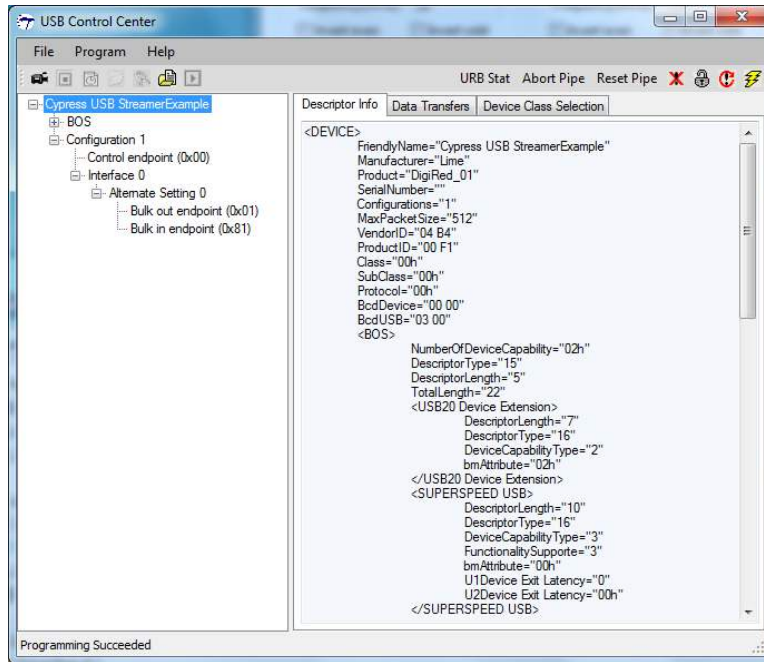 USB Control Center
File Program Help
URB Stat Abort Pipe Reset Pipe
Cypress USB StreamerExample
BOS
Configuration 1
Control endpoint (0x00)
Interface 0
Alternate Setting 0
Bulk out endpoint (0x01)
Bulk in endpoint (0x81)
Descriptor Info Data Transfers Device Class Selection
<DEVICE>
FriendlyName="Cypress USB StreamerExample"
Manufacturer="Lime"
Product="DigiRed_01"
SerialNumber=""
Configurations="1"
MaxPacketSize="512"
VendorID="04 B4"
ProductID="00 F1"
Class="00h"
SubClass="00h"
Protocol="00h"
BcdDevice="00 00"
BcdUSB="03 00"
<BOS>
NumberOfDeviceCapability="02h"
DescriptorType="15"
DescriptorLength="5"
TotalLength="22"
<USB20 Device Extension>
DescriptorLength="7"
DescriptorType="16"
DeviceCapabilityType="2"
bmAttribute="02h"
</USB20 Device Extension>
<SUPERSPEED USB>
DescriptorLength="10"
DescriptorType="16"
DeviceCapabilityType="3"
FunctionalitySupporte="3"
bmAttribute="00h"
U1Device Exit Latency="0"
U2Device Exit Latency="00h"
</SUPERSPEED USB>
Programming Succeeded